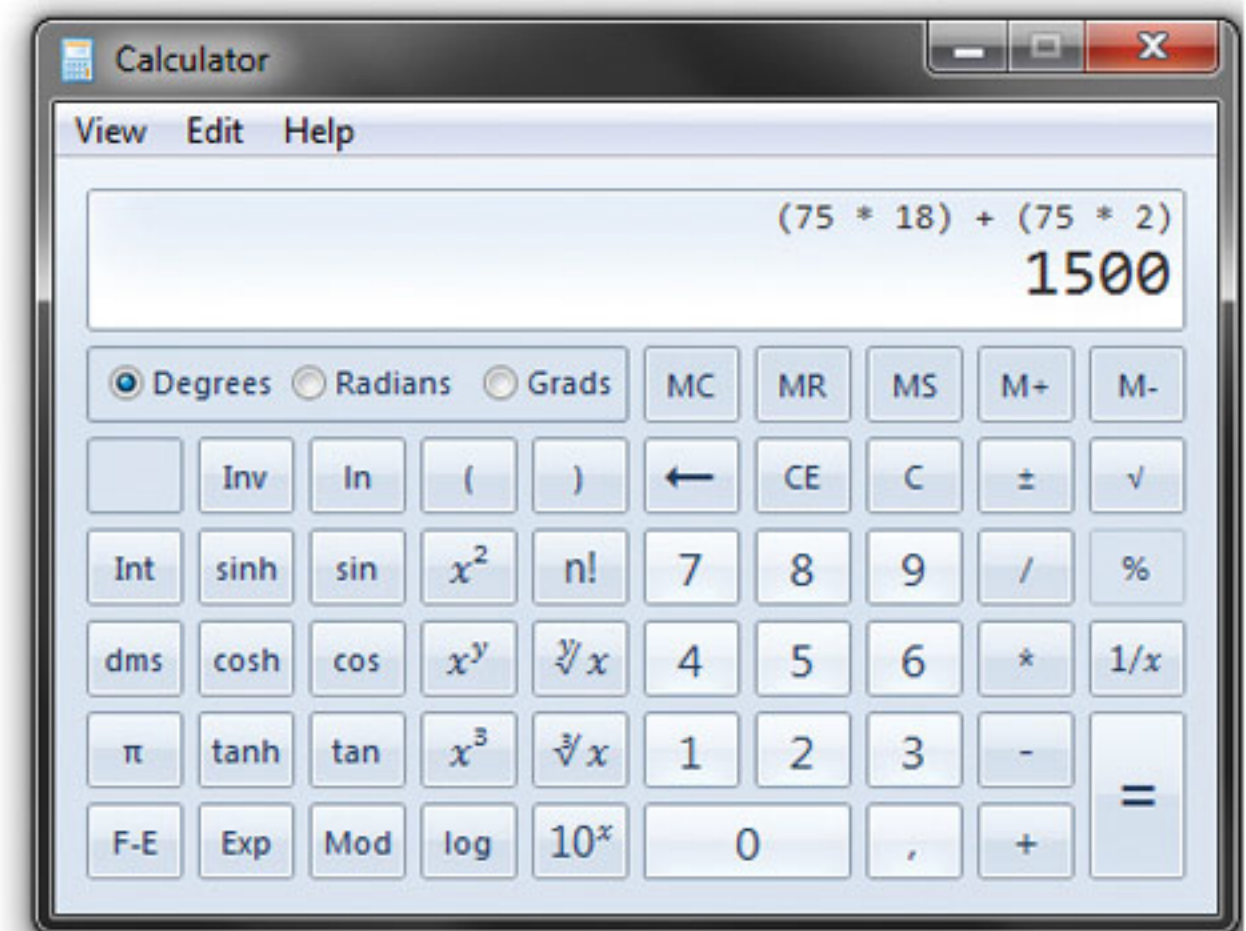 Calculator
View Edit Help
(75 * 18) + (75 * 2)
1500
Degrees Radians Grads MC MR MS M+ M-
Inv ln ( ) ← CE C ± √
Int sinh sin x² n! 7 8 9 / %
dms cosh cos xʸ ʸ√x 4 5 6 * 1/x
π tanh tan x³ ³√x 1 2 3 - =
F-E Exp Mod log 10ˣ 0 , +